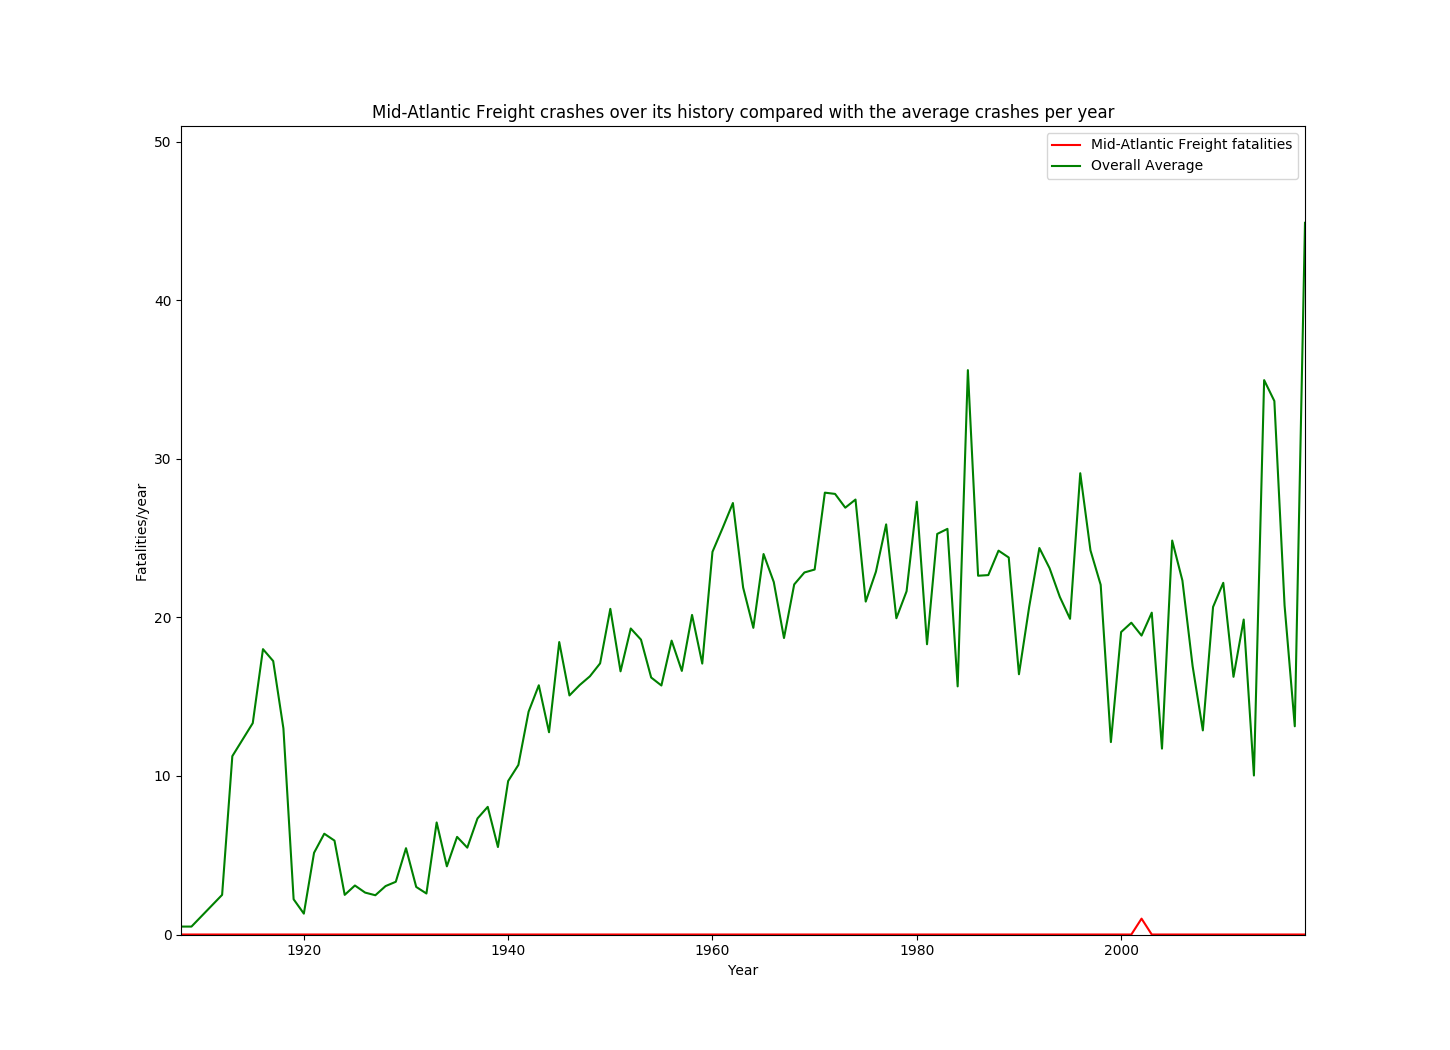 Mid-Atlantic Freight crashes over its history compared with the average crashes per year
Mid-Atlantic Freight fatalities
Overall Average
50
40
30
20
10
0
Fatalities/year
1920
1940
1960
1980
2000
Year